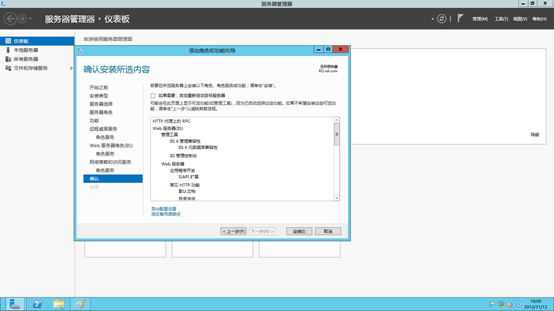 服务器管理器
服务器管理器 · 仪表板
管理(M) 工具(T) 视图(V) 帮助(H)
仪表板
本地服务器
所有服务器
文件和存储服务
欢迎使用服务器管理器
添加角色和功能向导
确认安装所选内容
目标服务器
开始之前
安装类型
服务器选择
服务器角色
功能
远程桌面服务
角色服务
Web 服务器角色(IIS)
角色服务
网络策略和访问服务
角色服务
确认
结果
若要在所选服务器上安装以下角色、角色服务或功能，请单击“安装”。
如果需要，自动重新启动目标服务器
可能会在此页面上显示可选功能(如管理工具)，因为已自动选择这些功能。如果不希望安装这些可选功能，请单击“上一步”以清除其复选框。
HTTP 代理上的 RPC
Web 服务器(IIS)
管理工具
IIS 6 管理兼容性
IIS 6 元数据库兼容性
IIS 管理控制台
Web 服务器
应用程序开发
ISAPI 扩展
常见 HTTP 功能
默认文档
目录浏览
导出配置设置
指定备用源路径
< 上一步(P) 下一步(N) > 安装(I) 取消
隐藏
16:06
2013/11/13